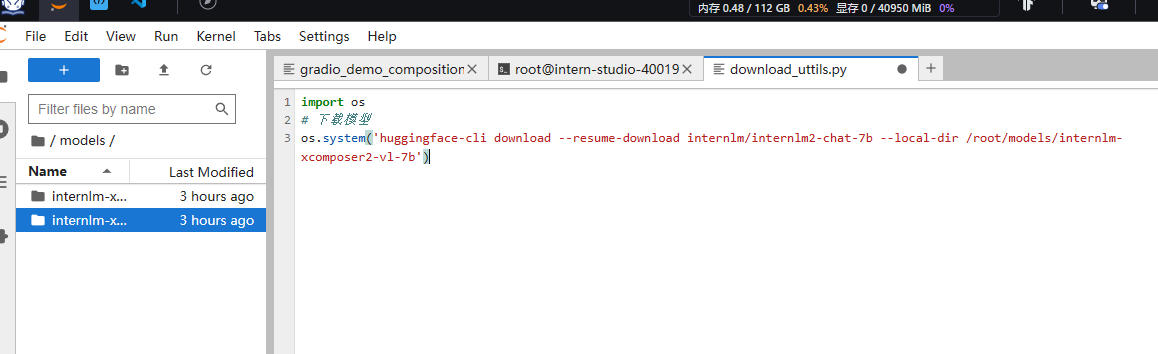 内存 0.48 / 112 GB 0.43% 显存 0 / 40950 MiB 0%
File Edit View Run Kernel Tabs Settings Help
gradio_demo_composition
root@intern-studio-40019
download_uttils.py
Filter files by name
/ models /
Name Last Modified
internlm-x... 3 hours ago
internlm-x... 3 hours ago
1 import os
2 # 下载模型
3 os.system('huggingface-cli download --resume-download internlm/internlm2-chat-7b --local-dir /root/models/internlm-
xcomposer2-vl-7b')